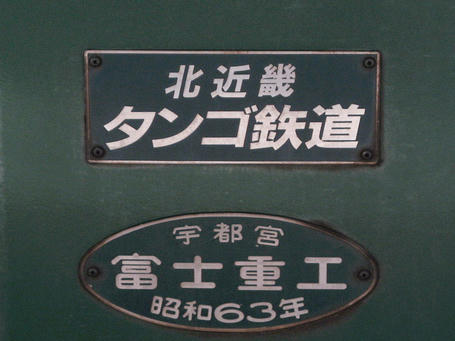 北近畿
タンゴ鉄道
宇都宮
富士重工
昭和63年